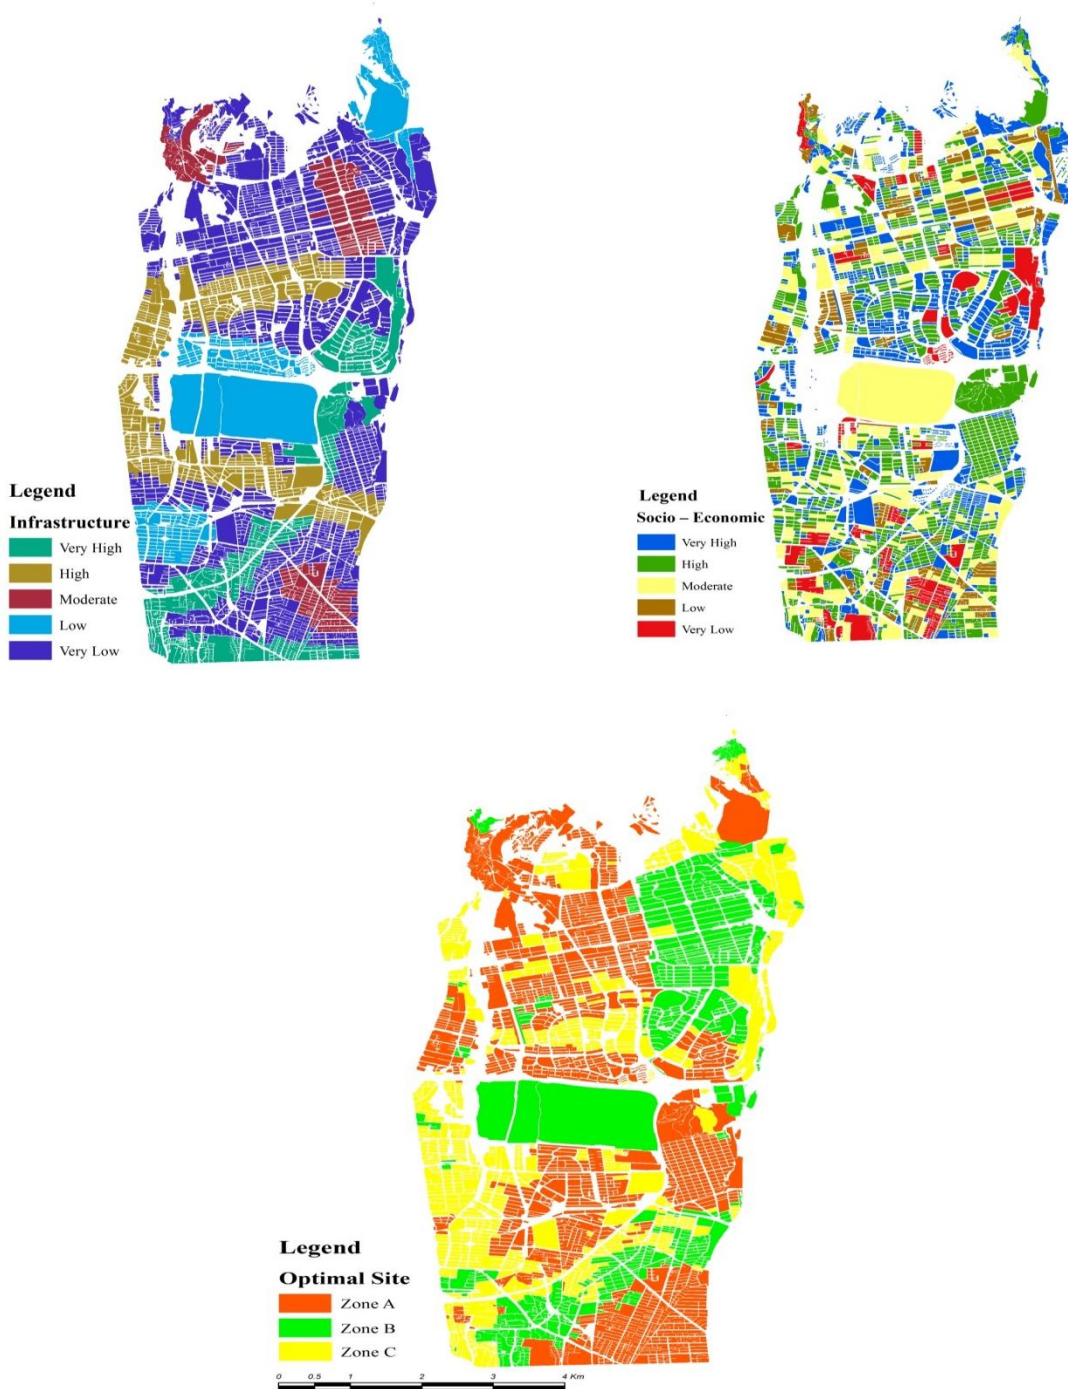 Legend
Infrastructure
Very High
High
Moderate
Low
Very Low
Legend
Socio – Economic
Very High
High
Moderate
Low
Very Low
Legend
Optimal Site
Zone A
Zone B
Zone C
0 0.5 1 2 3 4 Km